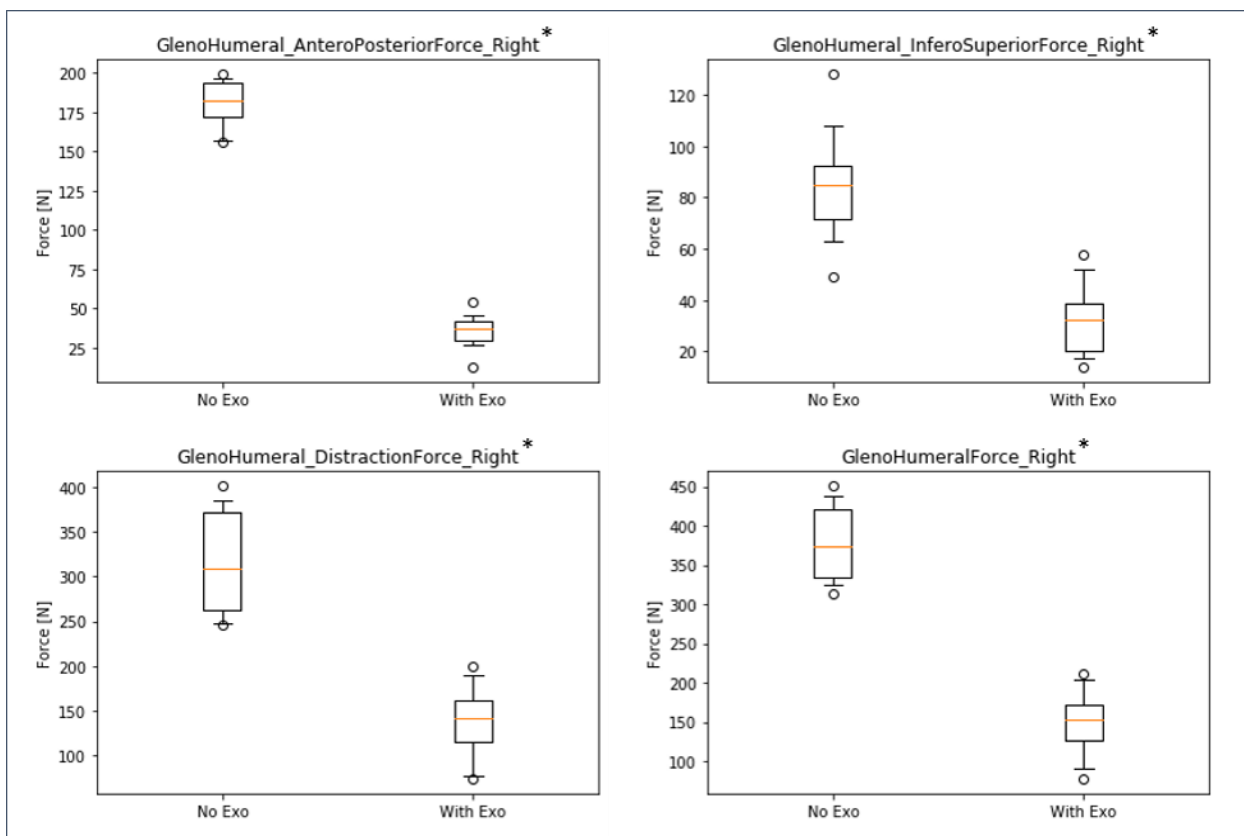 GlenoHumeral_AnteroPosteriorForce_Right*
200
175
150
125
100
75
50
25
Force [N]
No Exo With Exo
GlenoHumeral_InferoSuperiorForce_Right*
120
100
80
60
40
20
Force [N]
No Exo With Exo
GlenoHumeral_DistractionForce_Right*
400
350
300
250
200
150
100
Force [N]
No Exo With Exo
GlenoHumeralForce_Right*
450
400
350
300
250
200
150
100
Force [N]
No Exo With Exo